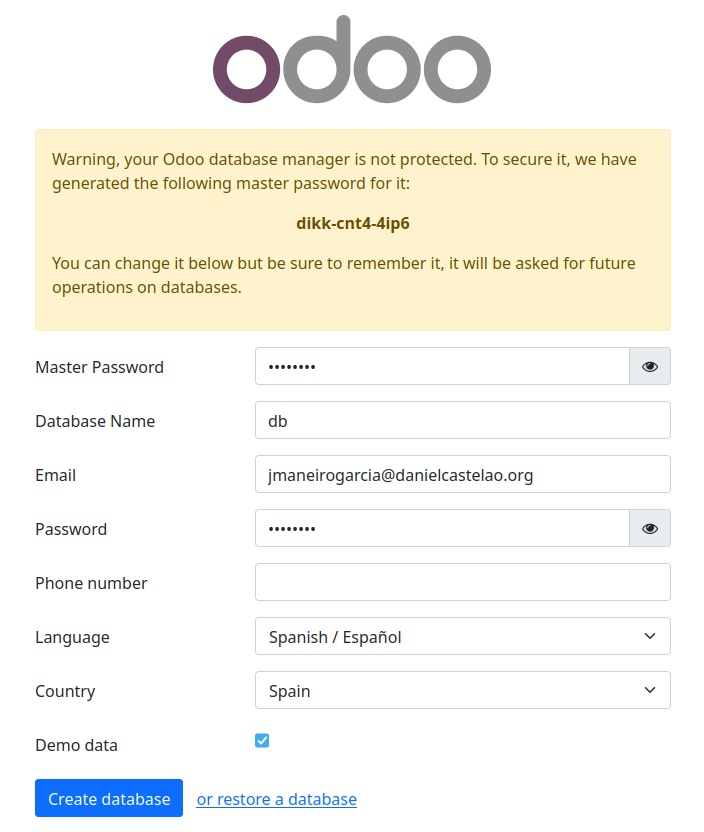 odoo
Warning, your Odoo database manager is not protected. To secure it, we have
generated the following master password for it:
dikk-cnt4-4ip6
You can change it below but be sure to remember it, it will be asked for future
operations on databases.
Master Password ••••••••
Database Name db
Email jmaneirogarcia@danielcastelao.org
Password ••••••••
Phone number
Language Spanish / Español
Country Spain
Demo data
Create database or restore a database